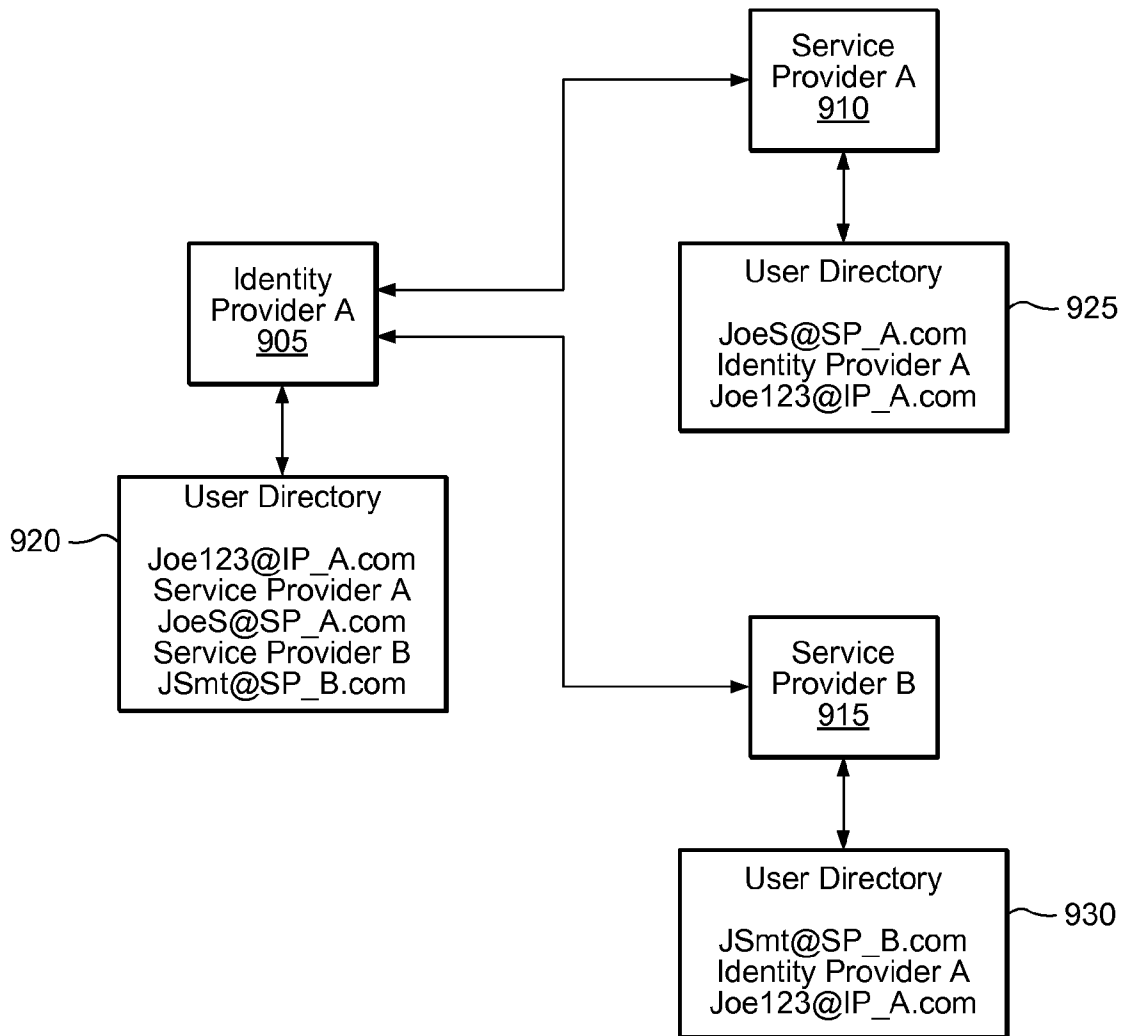 Service
Provider A
910
User Directory
JoeS@SP_A.com
Identity Provider A
Joe123@IP_A.com
925
Identity
Provider A
905
User Directory
Joe123@IP_A.com
Service Provider A
JoeS@SP_A.com
Service Provider B
JSmt@SP_B.com
920
Service
Provider B
915
User Directory
JSmt@SP_B.com
Identity Provider A
Joe123@IP_A.com
930